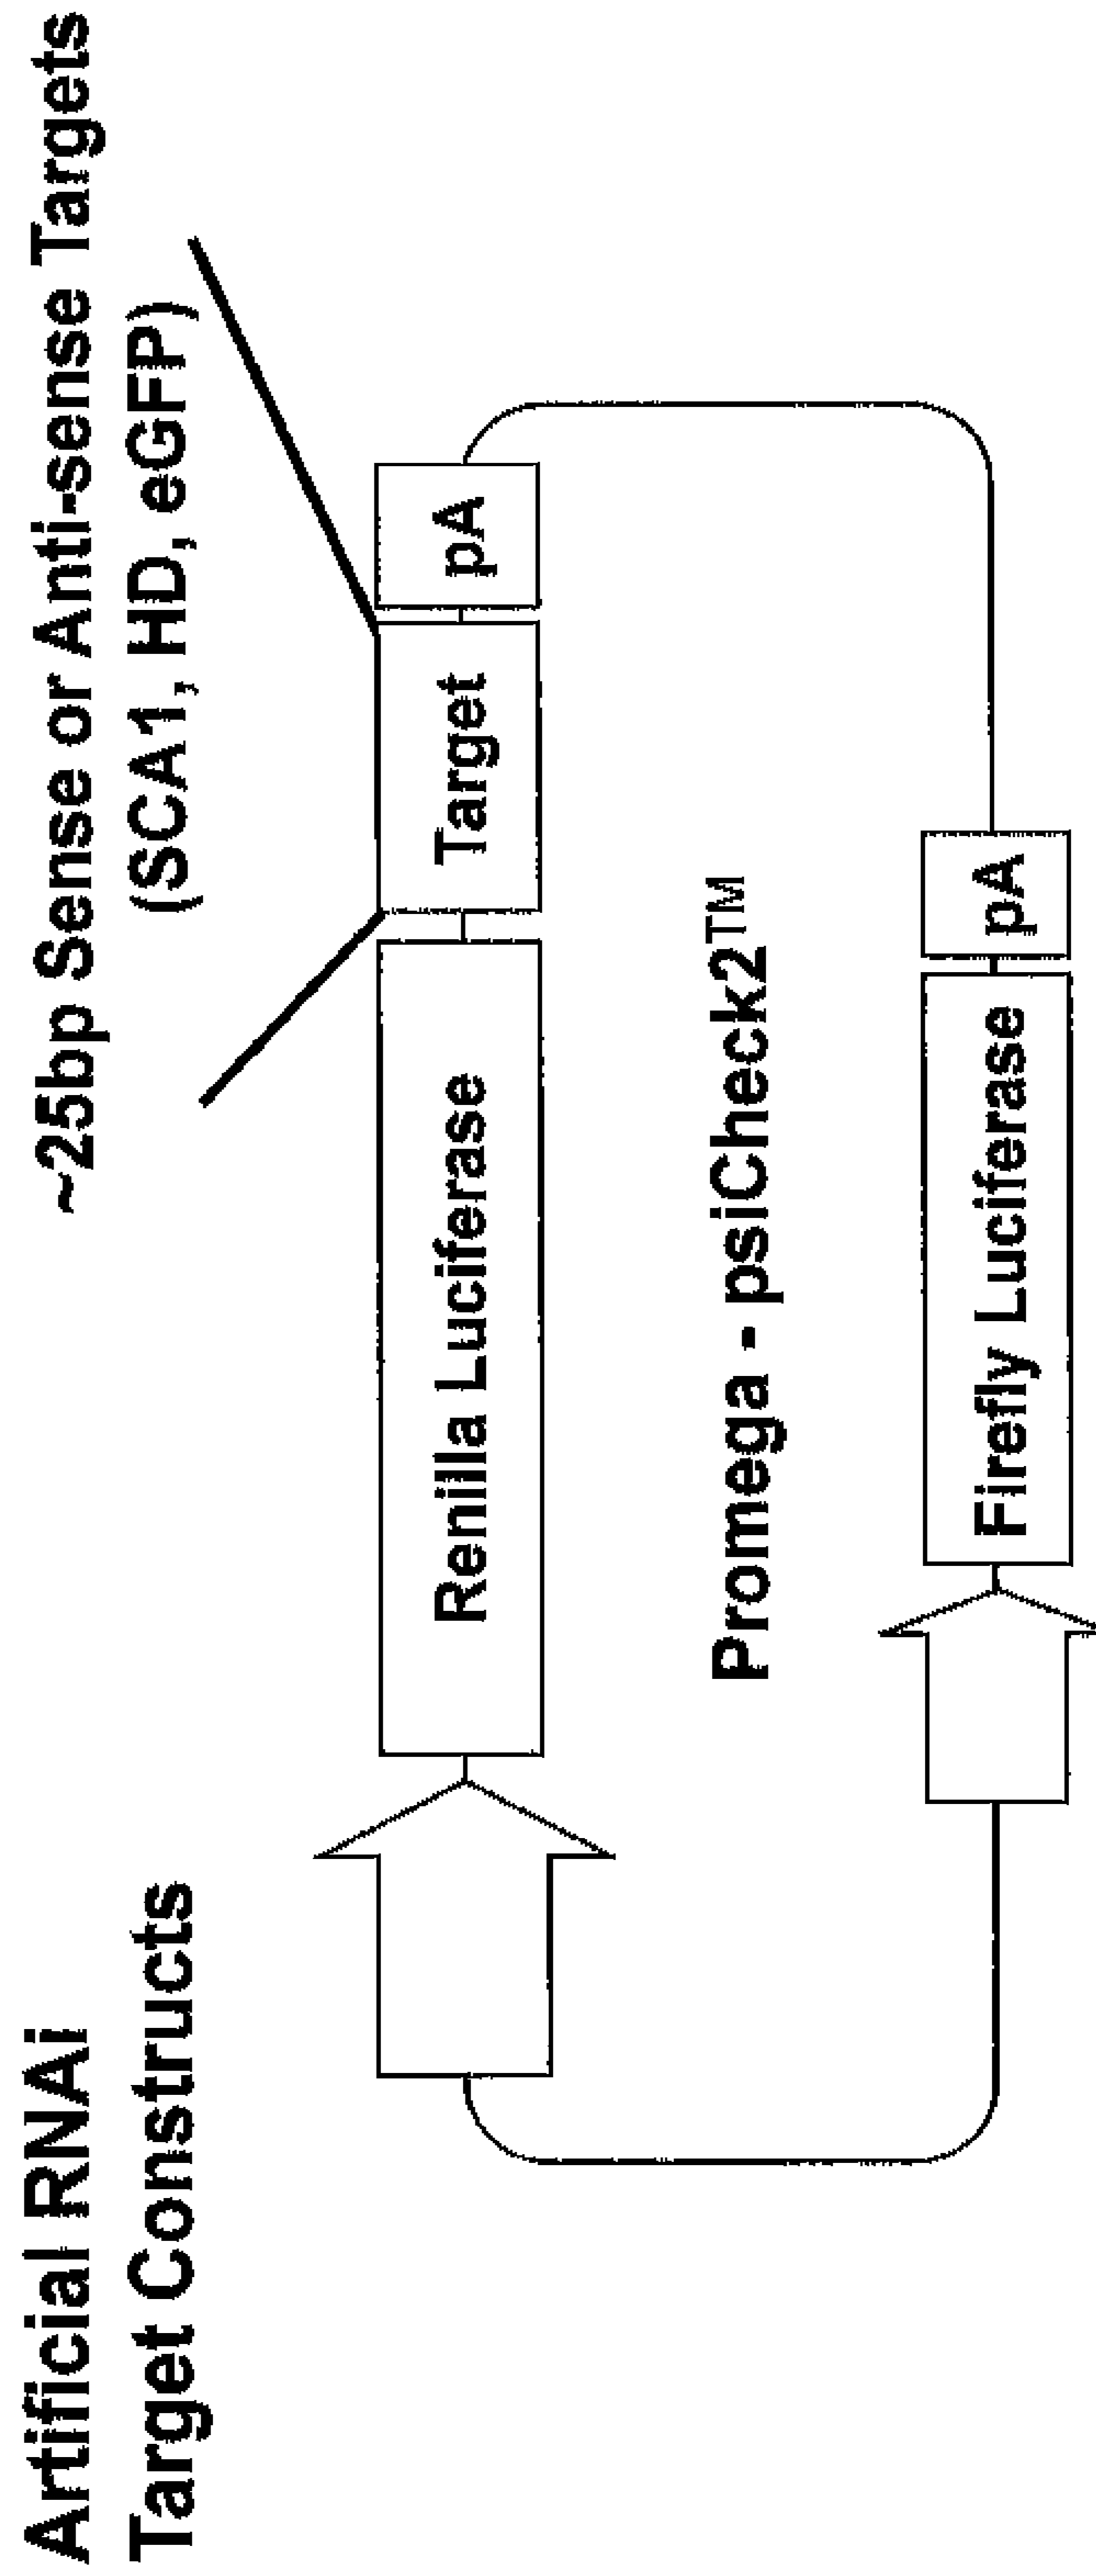 Artificial RNAi
Target Constructs
~25bp Sense or Anti-sense Targets
(SCA1, HD, eGFP)
Renilla Luciferase
Target
pA
Promega - psiCheck2™
Firefly Luciferase
pA